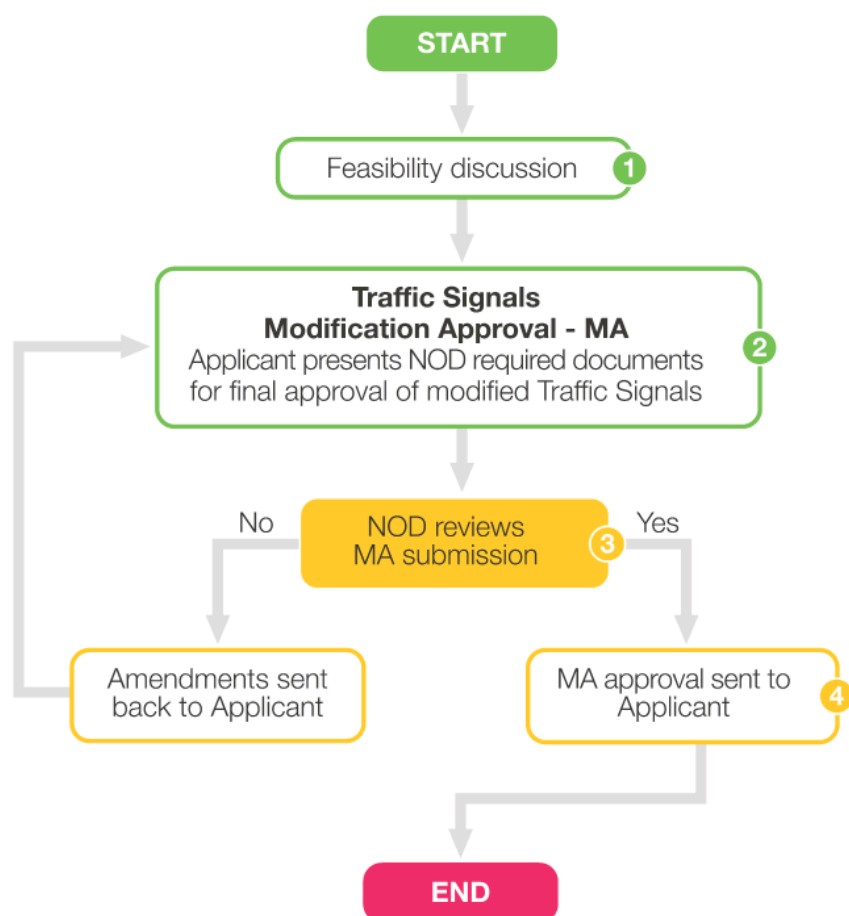 START
Feasibility discussion 1
Traffic Signals
Modification Approval - MA
Applicant presents NOD required documents
for final approval of modified Traffic Signals
2
No
NOD reviews
MA submission
3
Yes
Amendments sent
back to Applicant
MA approval sent to
Applicant
4
END